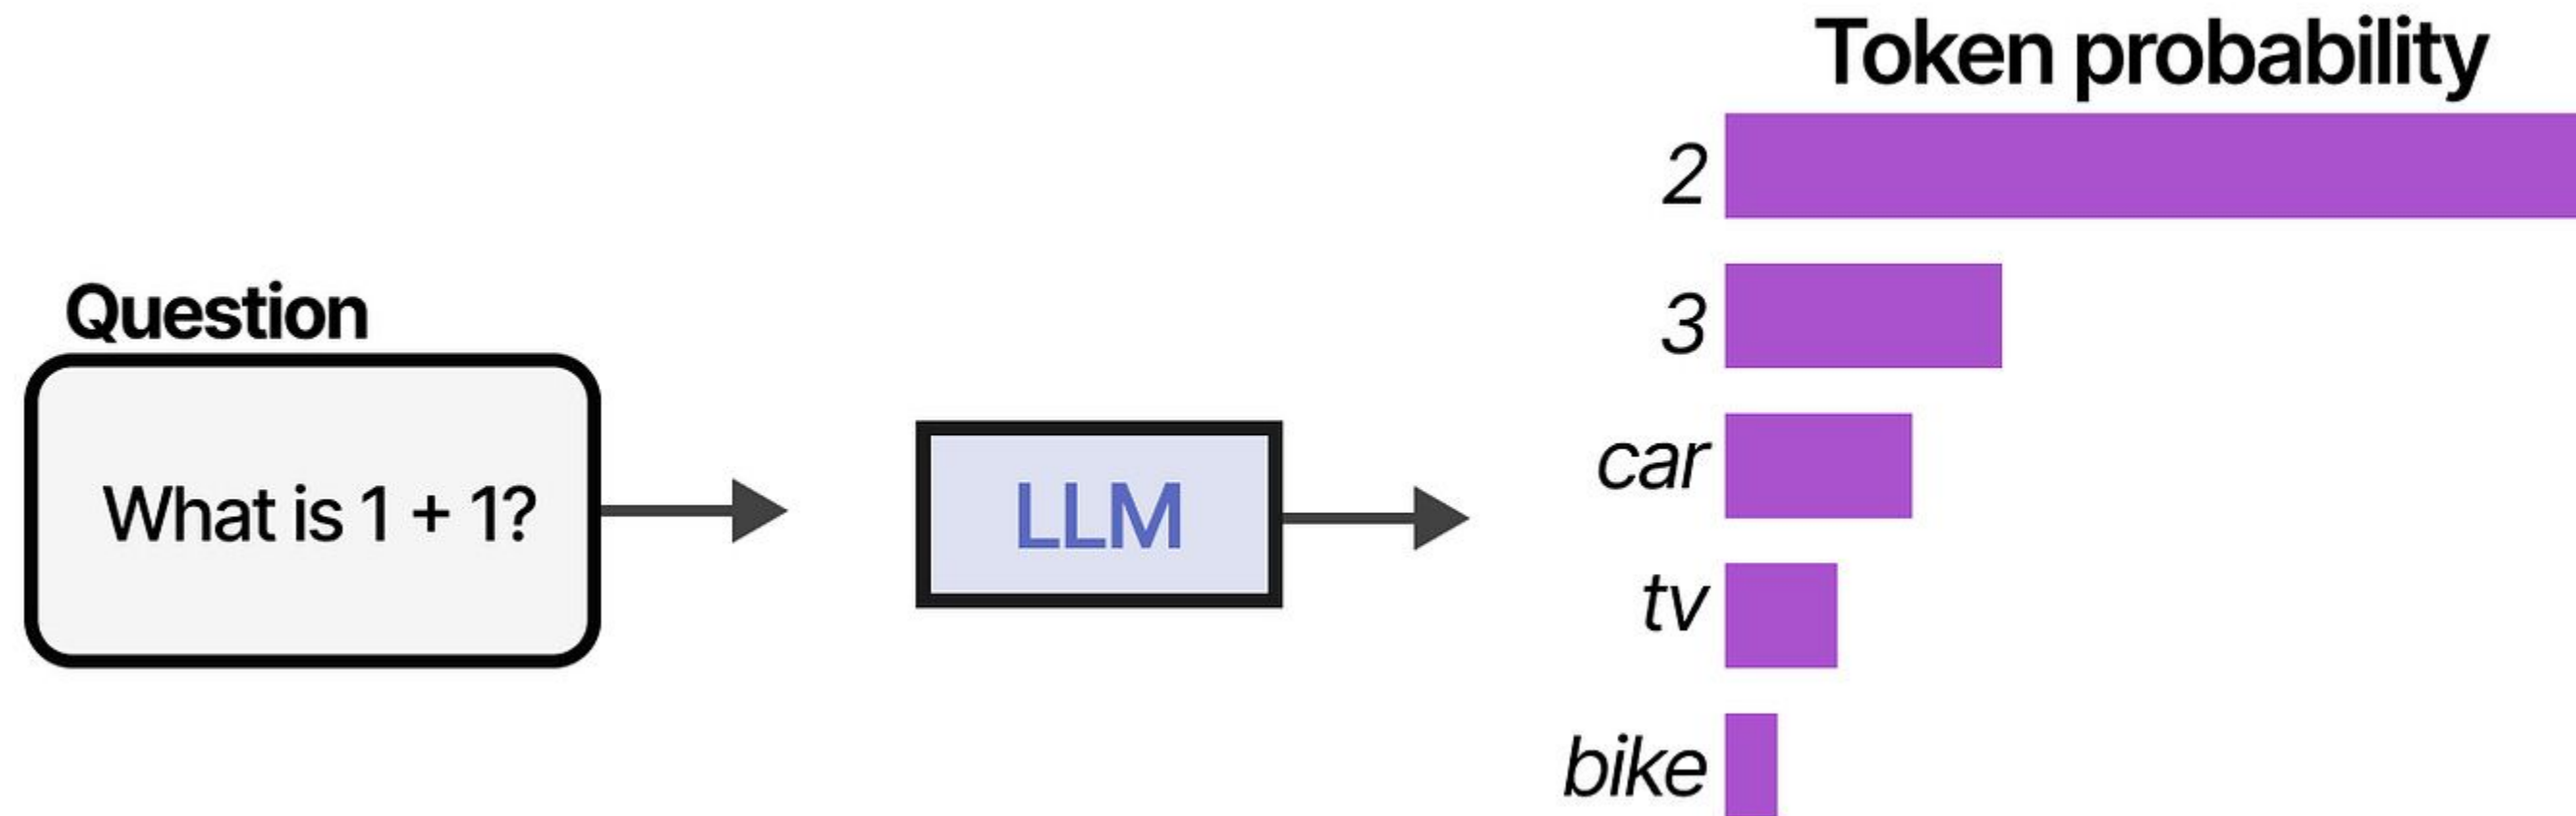 Token probability
2
3
Question
car
What is 1 + 1?
LLM
tv
bike